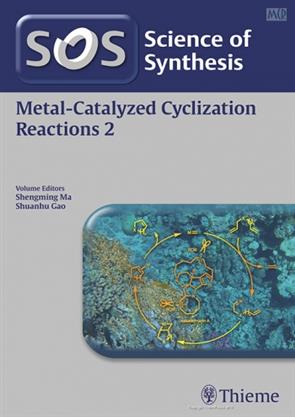 SOS
Science of
Synthesis
Metal-Catalyzed Cyclization
Reactions 2
Volume Editors
Shengming Ma
Shuanhu Gao
Thieme